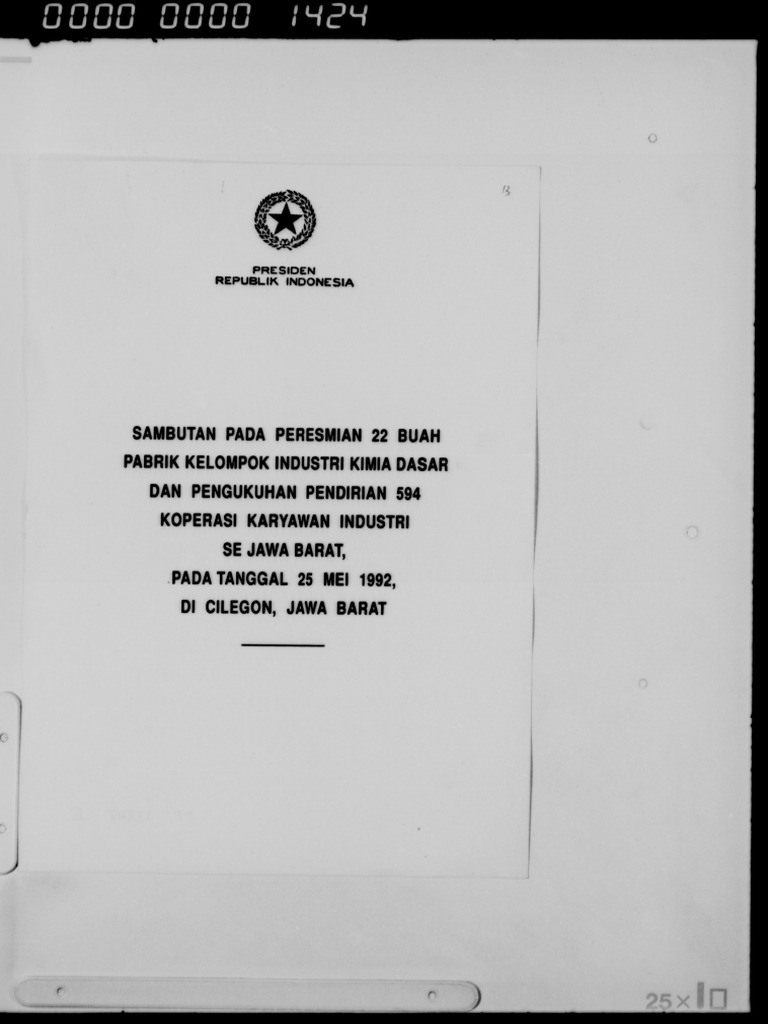 0000 0000 1424
PRESIDEN
REPUBLIK INDONESIA
SAMBUTAN PADA PERESMIAN 22 BUAH
PABRIK KELOMPOK INDUSTRI KIMIA DASAR
DAN PENGUKUHAN PENDIRIAN 594
KOPERASI KARYAWAN INDUSTRI
SE JAWA BARAT,
PADA TANGGAL 25 MEI 1992,
DI CILEGON, JAWA BARAT
25×